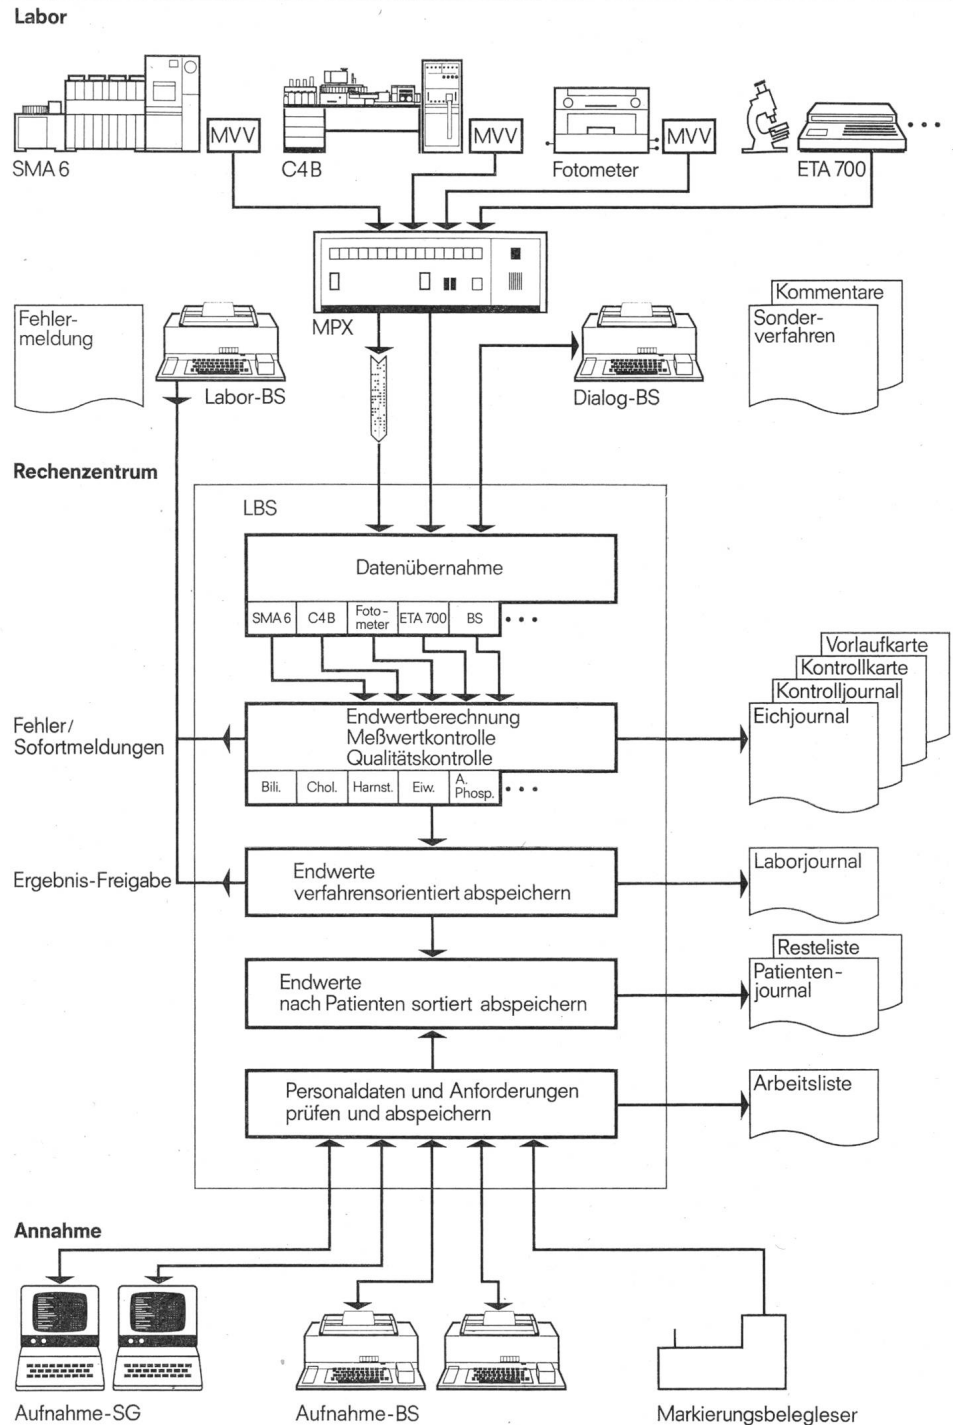 Labor
MVV
MVV
MVV
SMA 6
C4B
Fotometer
ETA 700
MPX
Fehler-
meldung
Labor-BS
Dialog-BS
Kommentare
Sonder-
verfahren
Rechenzentrum
LBS
Datenübernahme
SMA 6
C4B
Foto-
meter
ETA 700
BS
Fehler/
Sofortmeldungen
Endwertberechnung
Meßwertkontrolle
Qualitätskontrolle
Bili.
Chol.
Harnst.
Eiw.
A.
Phosp.
Vorlaufkarte
Kontrollkarte
Kontrolljournal
Eichjournal
Ergebnis-Freigabe
Endwerte
verfahrensorientiert abspeichern
Laborjournal
Endwerte
nach Patienten sortiert abspeichern
Resteliste
Patienten-
journal
Personaldaten und Anforderungen
prüfen und abspeichern
Arbeitsliste
Annahme
Aufnahme-SG
Aufnahme-BS
Markierungsbelegleser